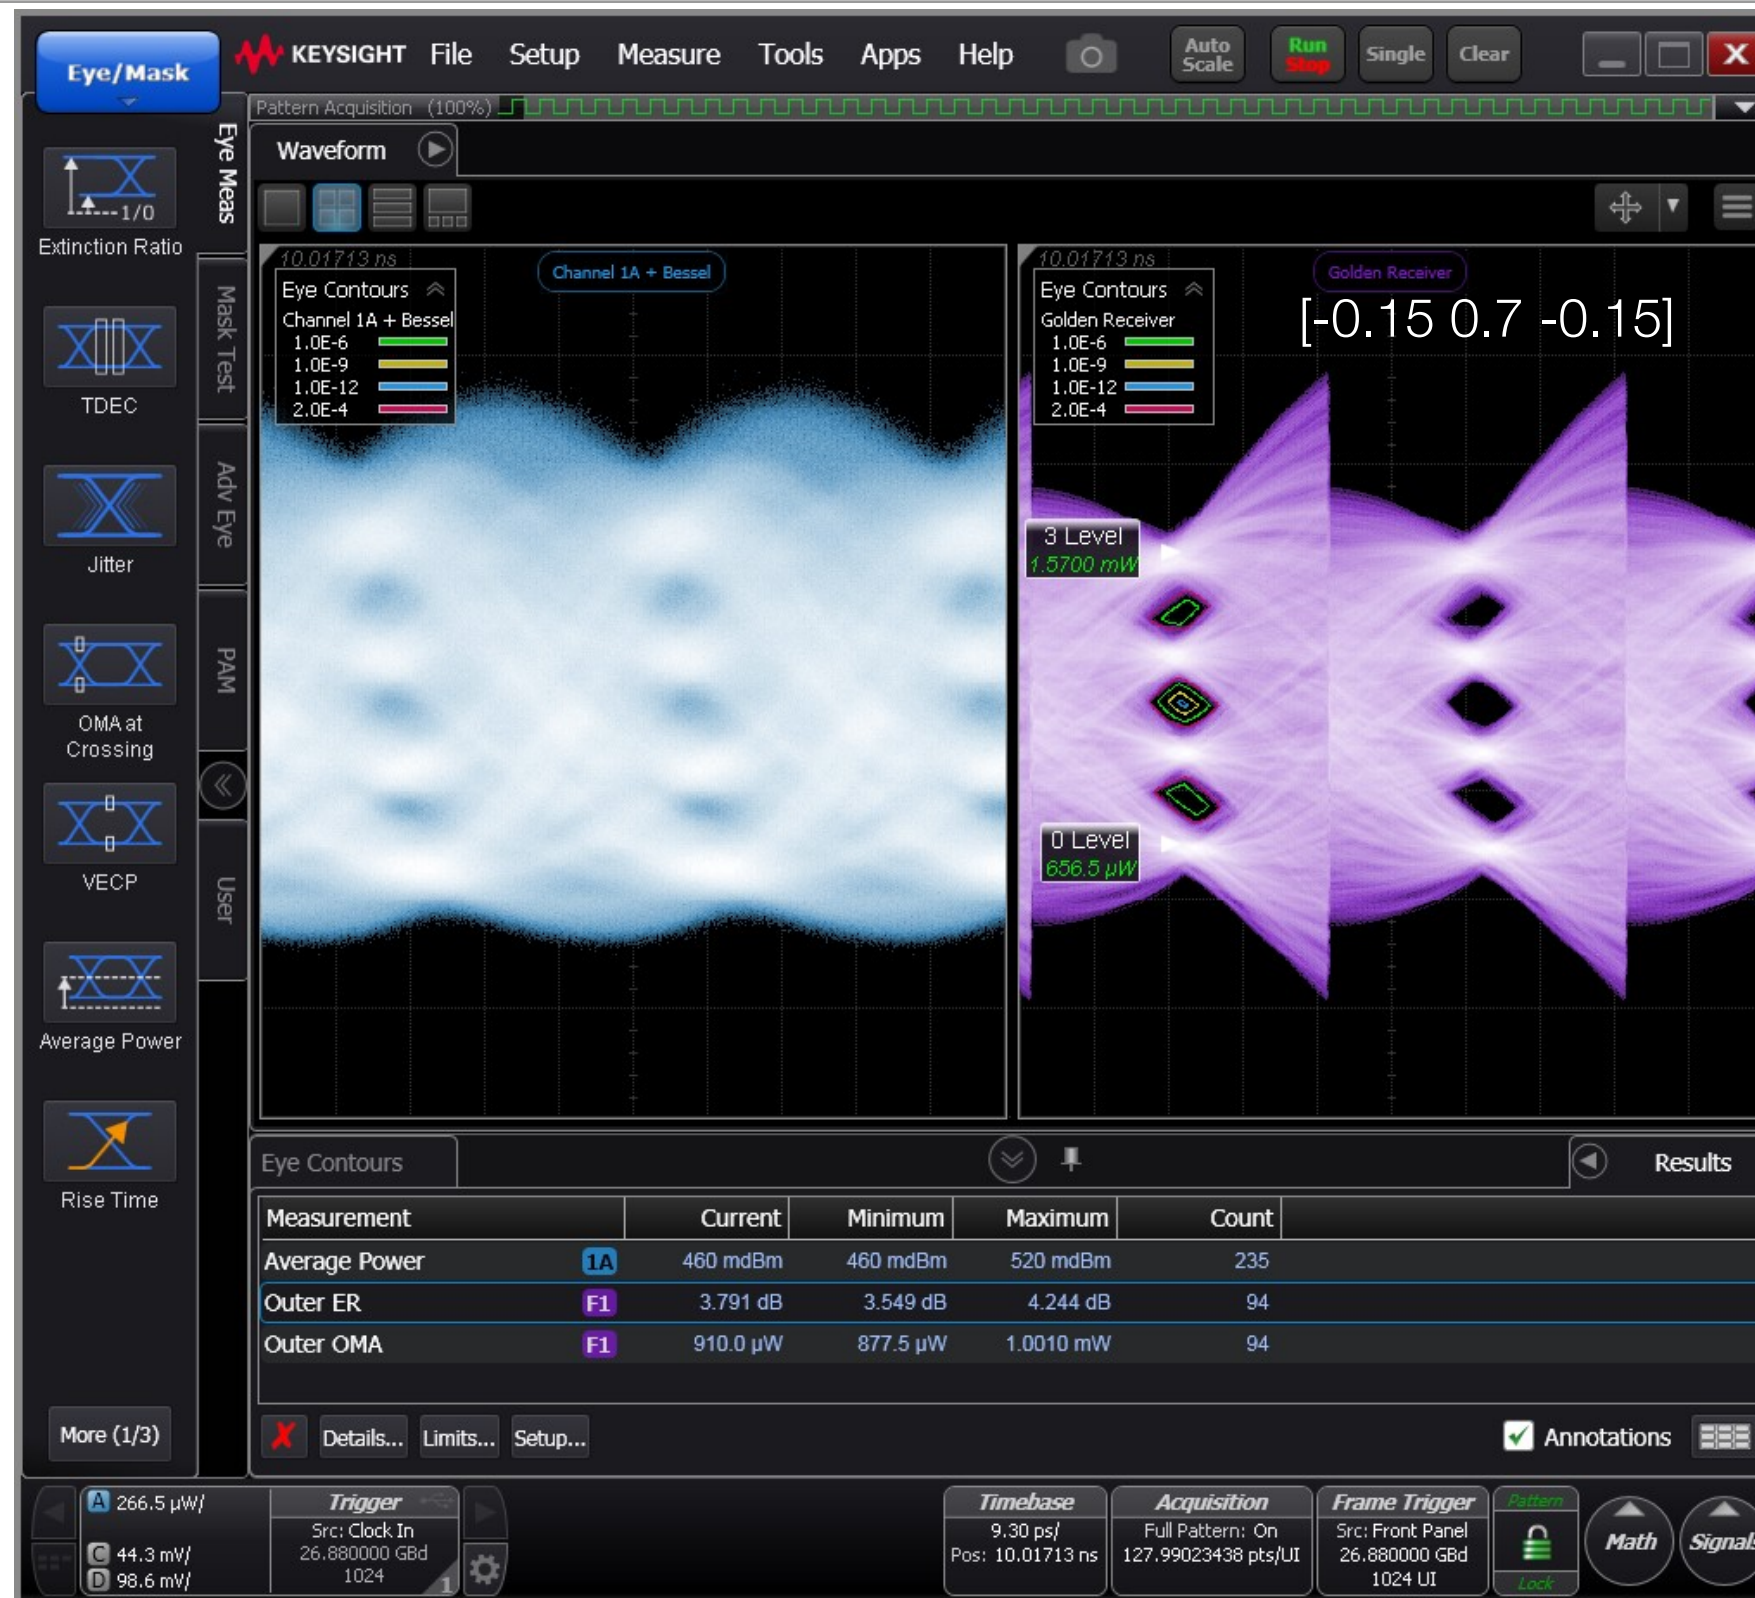 Eye/Mask
KEYSIGHT File Setup Measure Tools Apps Help
Auto Scale
Run Stop
Single
Clear
X
Pattern Acquisition (100%)
Waveform
Eye Meas
Mask Test
Adv Eye
PAM
User
1/0
Extinction Ratio
TDEC
Jitter
OMA at
Crossing
VECP
Average Power
Rise Time
More (1/3)
10.01713 ns
Eye Contours
Channel 1A + Bessel
1.0E-6
1.0E-9
1.0E-12
2.0E-4
Channel 1A + Bessel
10.01713 ns
Eye Contours
Golden Receiver
1.0E-6
1.0E-9
1.0E-12
2.0E-4
Golden Receiver
[-0.15 0.7 -0.15]
3 Level
1.5700 mW
0 Level
656.5 µW
Eye Contours
Results
Measurement Current Minimum Maximum Count
Average Power 1A 460 mdBm 460 mdBm 520 mdBm 235
Outer ER F1 3.791 dB 3.549 dB 4.244 dB 94
Outer OMA F1 910.0 µW 877.5 µW 1.0010 mW 94
Details... Limits... Setup...
Annotations
A 266.5 µW/
C 44.3 mV/
D 98.6 mV/
Trigger
Src: Clock In
26.880000 GBd
1024
1
Timebase
9.30 ps/
Pos: 10.01713 ns
Acquisition
Full Pattern: On
127.99023438 pts/UI
Frame Trigger
Src: Front Panel
26.880000 GBd
1024 UI
Pattern
Lock
Math
Signals